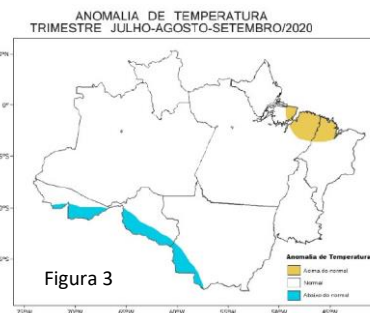 ANOMALIA DE TEMPERATURA
TRIMESTRE JULHO-AGOSTO-SETEMBRO/2020
Figura 3
Anomalia de Temperatura
Acima do normal
Normal
Abaixo do normal